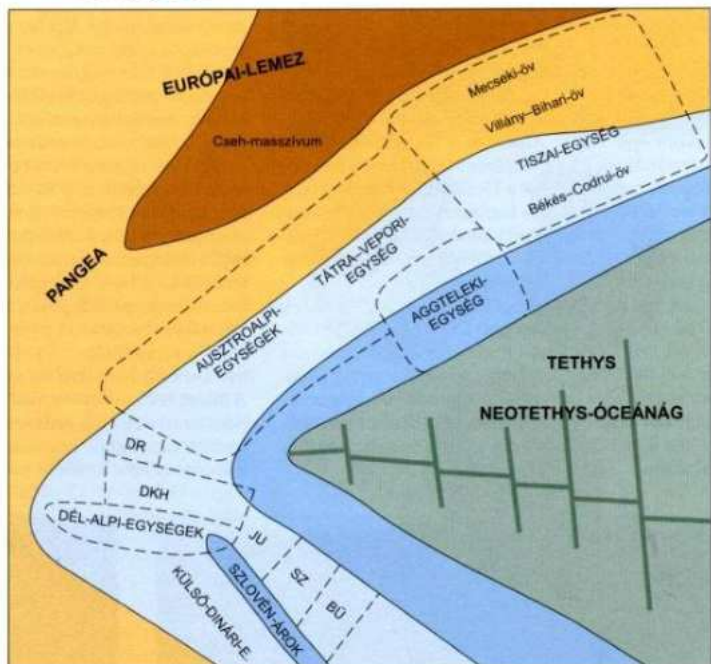 EURÓPAI-LEMEZ
Cseh-masszívum
Mecseki-öv
Villány–Bihari-öv
TISZAI-EGYSÉG
Békés–Codrui-öv
PANGEA
TÁTRA–VEPORI-
EGYSÉG
AGGTELEKI-
EGYSÉG
AUSZTROALPI-
EGYSÉGEK
TETHYS
NEOTETHYS-ÓCEÁNÁG
DR
DKH
DÉL-ALPI-EGYSÉGEK
JU
SZ
BÜ
SZLOVÉN-ÁROK
KÜLSŐ-DINÁRI-E.